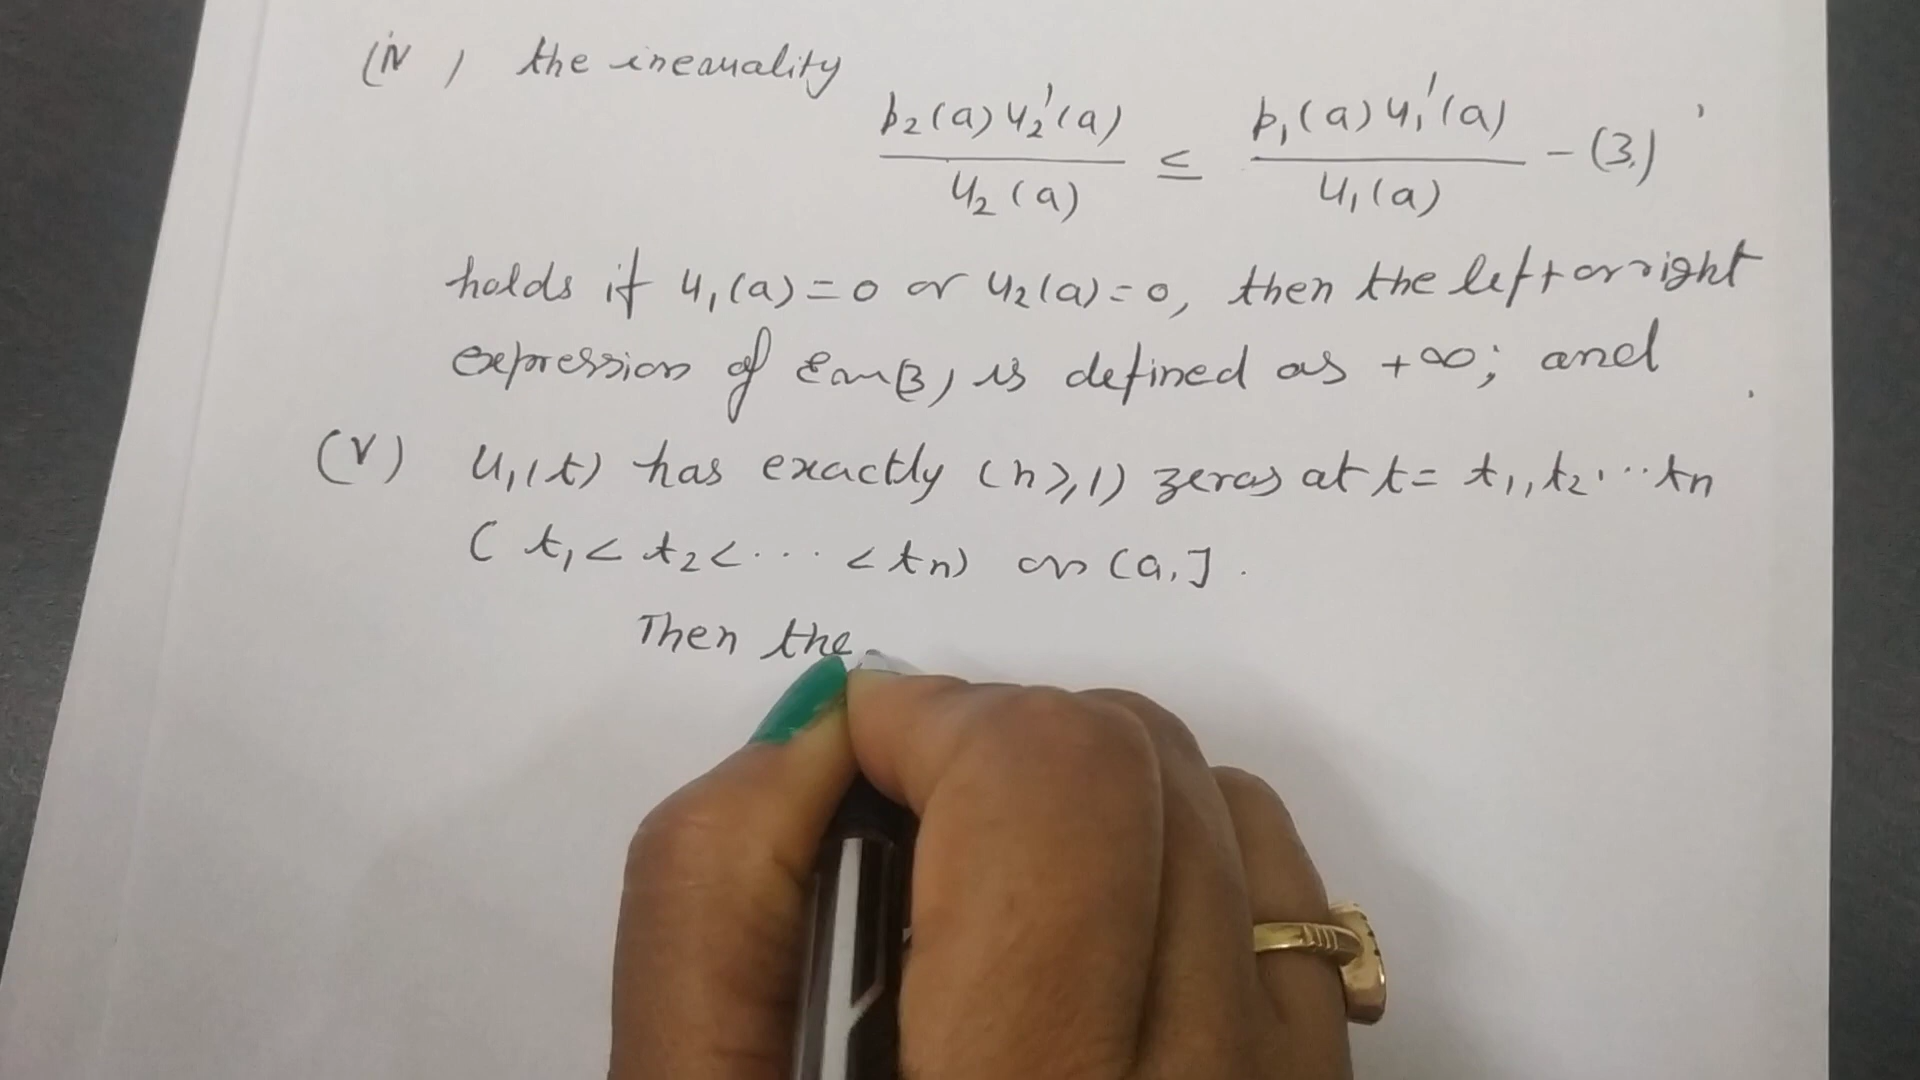 (iv) the inequality
p₂(a)u₂'(a) / u₂(a) ≤ p₁(a)u₁'(a) / u₁(a) - (3.)
holds if u₁(a)=0 or u₂(a)=0, then the left or right
expression of Eqn(3) is defined as +∞; and
(V) u₁(t) has exactly (n≥1) zeros at t= t₁,,t₂,...tn
( t₁< t₂< ... < tn) on (a,].
Then the